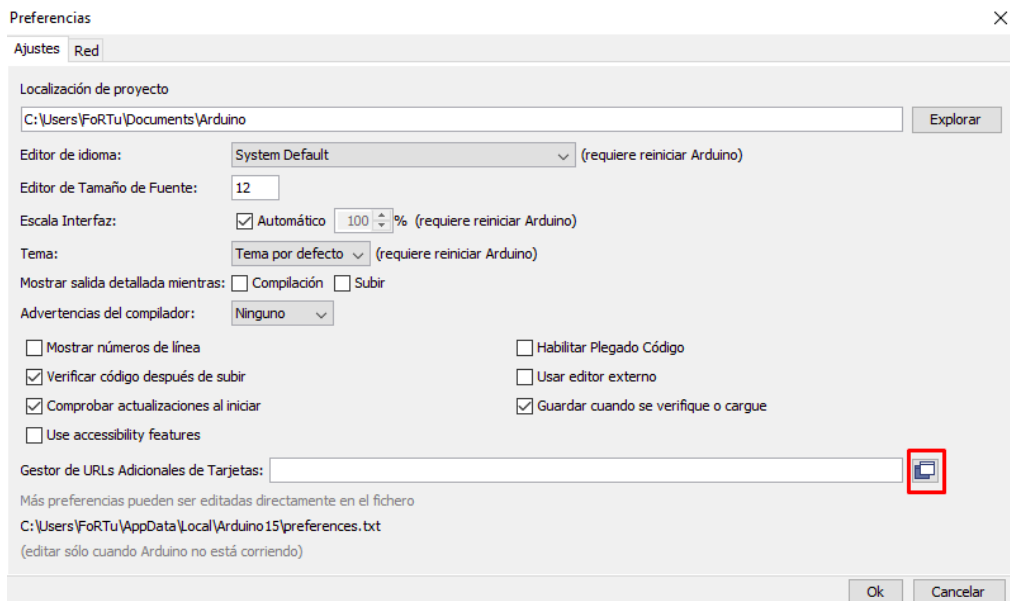 Preferencias
Ajustes Red
Localización de proyecto
C:\Users\FoRTu\Documents\Arduino Explorar
Editor de idioma: System Default (requiere reiniciar Arduino)
Editor de Tamaño de Fuente: 12
Escala Interfaz: Automático 100 % (requiere reiniciar Arduino)
Tema: Tema por defecto (requiere reiniciar Arduino)
Mostrar salida detallada mientras: Compilación Subir
Advertencias del compilador: Ninguno
Mostrar números de línea Habilitar Plegado Código
Verificar código después de subir Usar editor externo
Comprobar actualizaciones al iniciar Guardar cuando se verifique o cargue
Use accessibility features
Gestor de URLs Adicionales de Tarjetas:
Más preferencias pueden ser editadas directamente en el fichero
C:\Users\FoRTu\AppData\Local\Arduino15\preferences.txt
(editar sólo cuando Arduino no está corriendo)
Ok Cancelar